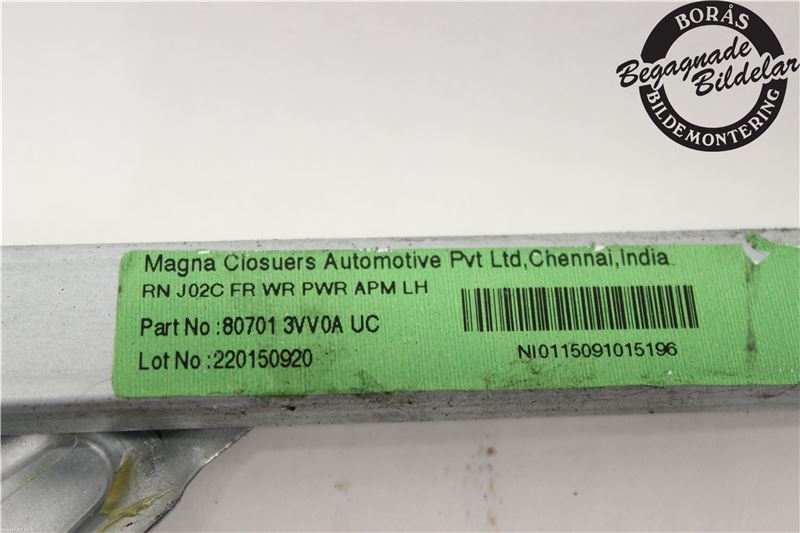 BORÅS
Begagnade
Bildelar
BILDEMONTERING
Magna Closuers Automotive Pvt Ltd,Chennai,India
RN J02C FR WR PWR APM LH
Part No :80701 3VV0A UC
Lot No :220150920
NI0115091015196